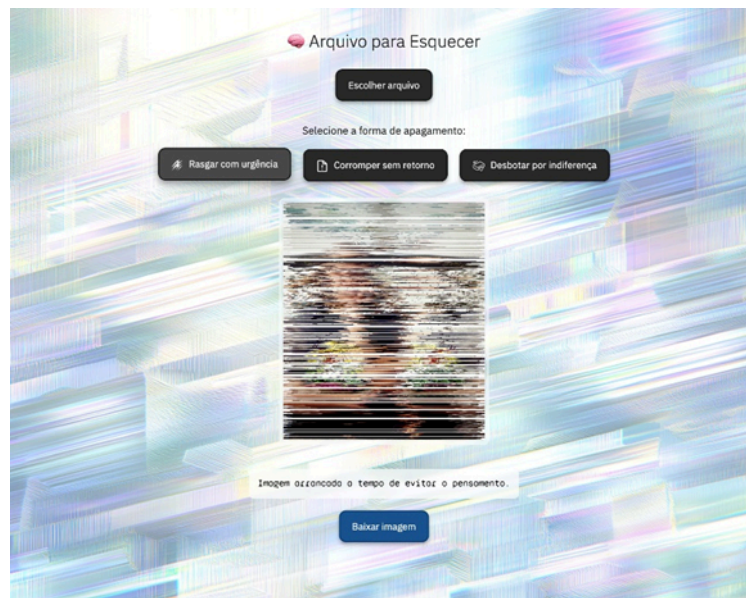 🧠 Arquivo para Esquecer
Escolher arquivo
Selecione a forma de apagamento:
Rasgar com urgência
Corromper sem retorno
Desbotar por indiferença
Imagem arrancada a tempo de evitar o pensamento.
Baixar imagem